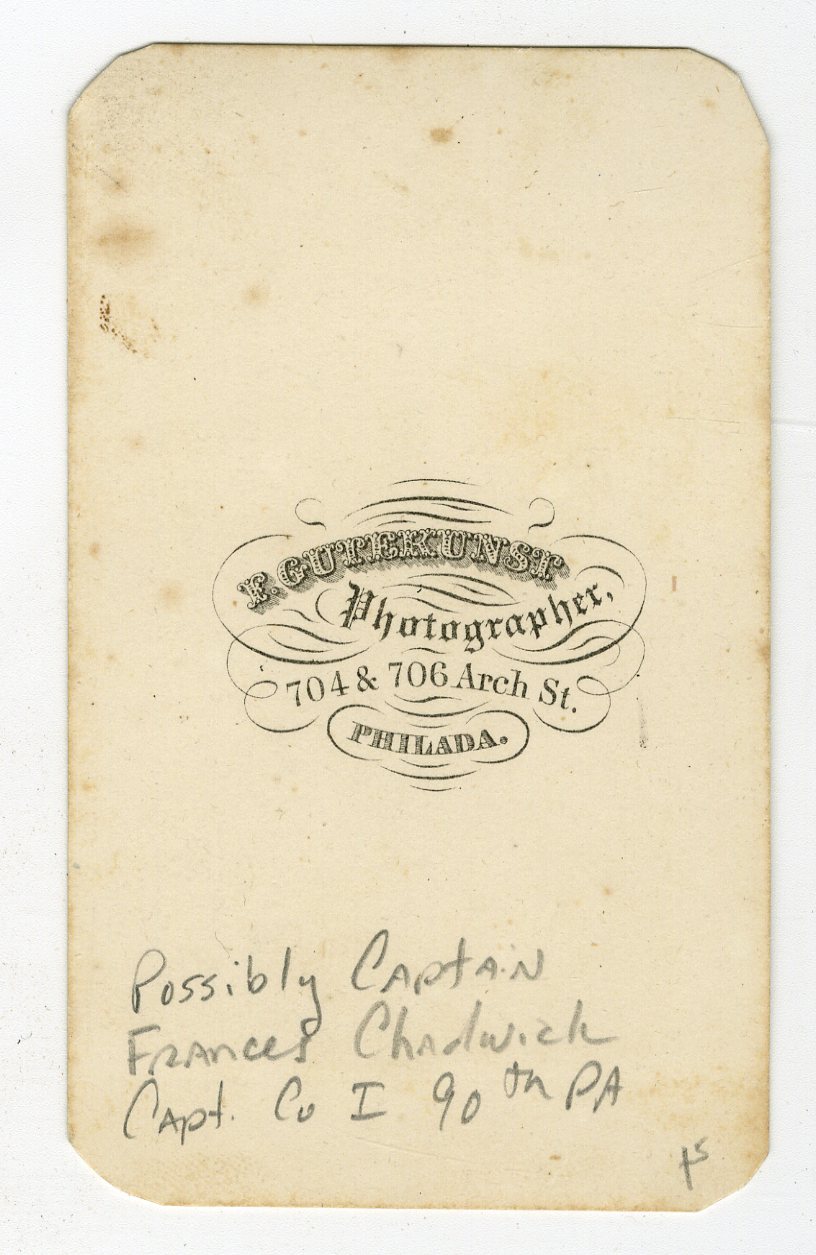 F. GUTEKUNST
Photographer,
704 & 706 Arch St.
PHILADA.
Possibly Captain
Frances Chadwick
Capt. Co I 90th PA